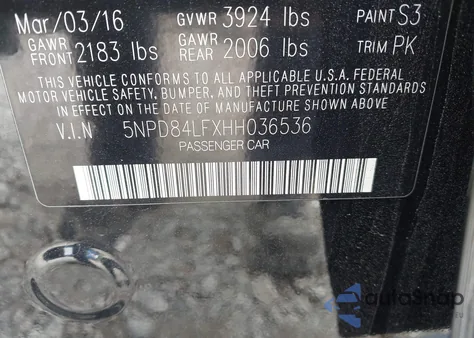 Mar/03/16 GVWR 3924 lbs PAINT S3
GAWR FRONT 2183 lbs GAWR REAR 2006 lbs TRIM PK
THIS VEHICLE CONFORMS TO ALL APPLICABLE U.S.A. FEDERAL
MOTOR VEHICLE SAFETY, BUMPER, AND THEFT PREVENTION STANDARDS
IN EFFECT ON THE DATE OF MANUFACTURE SHOWN ABOVE.
V.I.N 5NPD84LFXHH036536
PASSENGER CAR
autoSnap